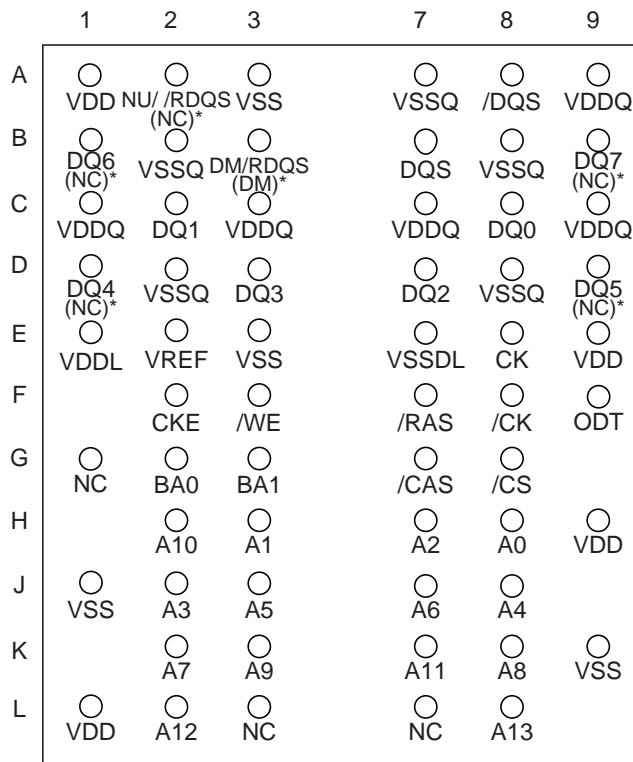 1 2 3 7 8 9
A
VDD NU/ /RDQS VSS VSSQ /DQS VDDQ
(NC)*
B
DQ6 VSSQ DM/RDQS DQS VSSQ DQ7
(NC)* (DM)* (NC)*
C
VDDQ DQ1 VDDQ VDDQ DQ0 VDDQ
D
DQ4 VSSQ DQ3 DQ2 VSSQ DQ5
(NC)* (NC)*
E
VDDL VREF VSS VSSDL CK VDD
F
CKE /WE /RAS /CK ODT
G
NC BA0 BA1 /CAS /CS
H
A10 A1 A2 A0 VDD
J
VSS A3 A5 A6 A4
K
A7 A9 A11 A8 VSS
L
VDD A12 NC NC A13